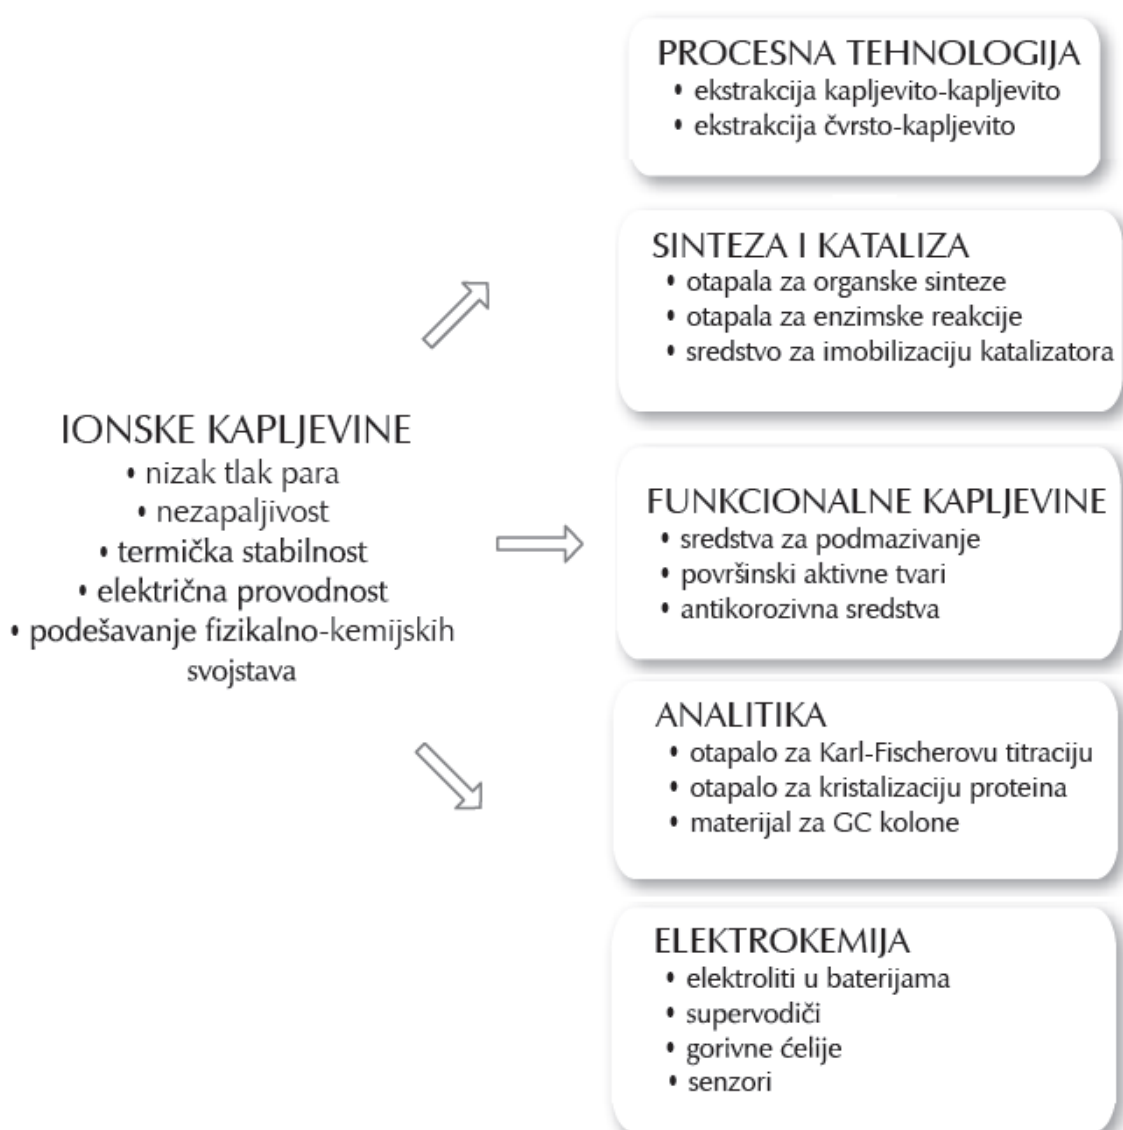 IONSKE KAPLJEVINE
• nizak tlak para
• nezapaljivost
• termička stabilnost
• električna provodnost
• podešavanje fizikalno-kemijskih
svojstava
PROCESNA TEHNOLOGIJA
• ekstrakcija kapljevito-kapljevito
• ekstrakcija čvrsto-kapljevito
SINTEZA I KATALIZA
• otapala za organske sinteze
• otapala za enzimske reakcije
• sredstvo za imobilizaciju katalizatora
FUNKCIONALNE KAPLJEVINE
• sredstva za podmazivanje
• površinski aktivne tvari
• antikorozivna sredstva
ANALITIKA
• otapalo za Karl-Fischerovu titraciju
• otapalo za kristalizaciju proteina
• materijal za GC kolone
ELEKTROKEMIJA
• elektroliti u baterijama
• supervodiči
• gorivne ćelije
• senzori